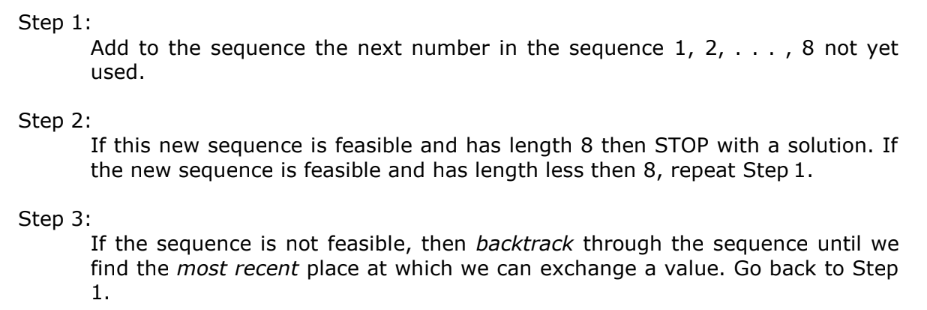 Step 1:
Add to the sequence the next number in the sequence 1, 2, . . . , 8 not yet
used.
Step 2:
If this new sequence is feasible and has length 8 then STOP with a solution. If
the new sequence is feasible and has length less then 8, repeat Step 1.
Step 3:
If the sequence is not feasible, then backtrack through the sequence until we
find the most recent place at which we can exchange a value. Go back to Step
1.